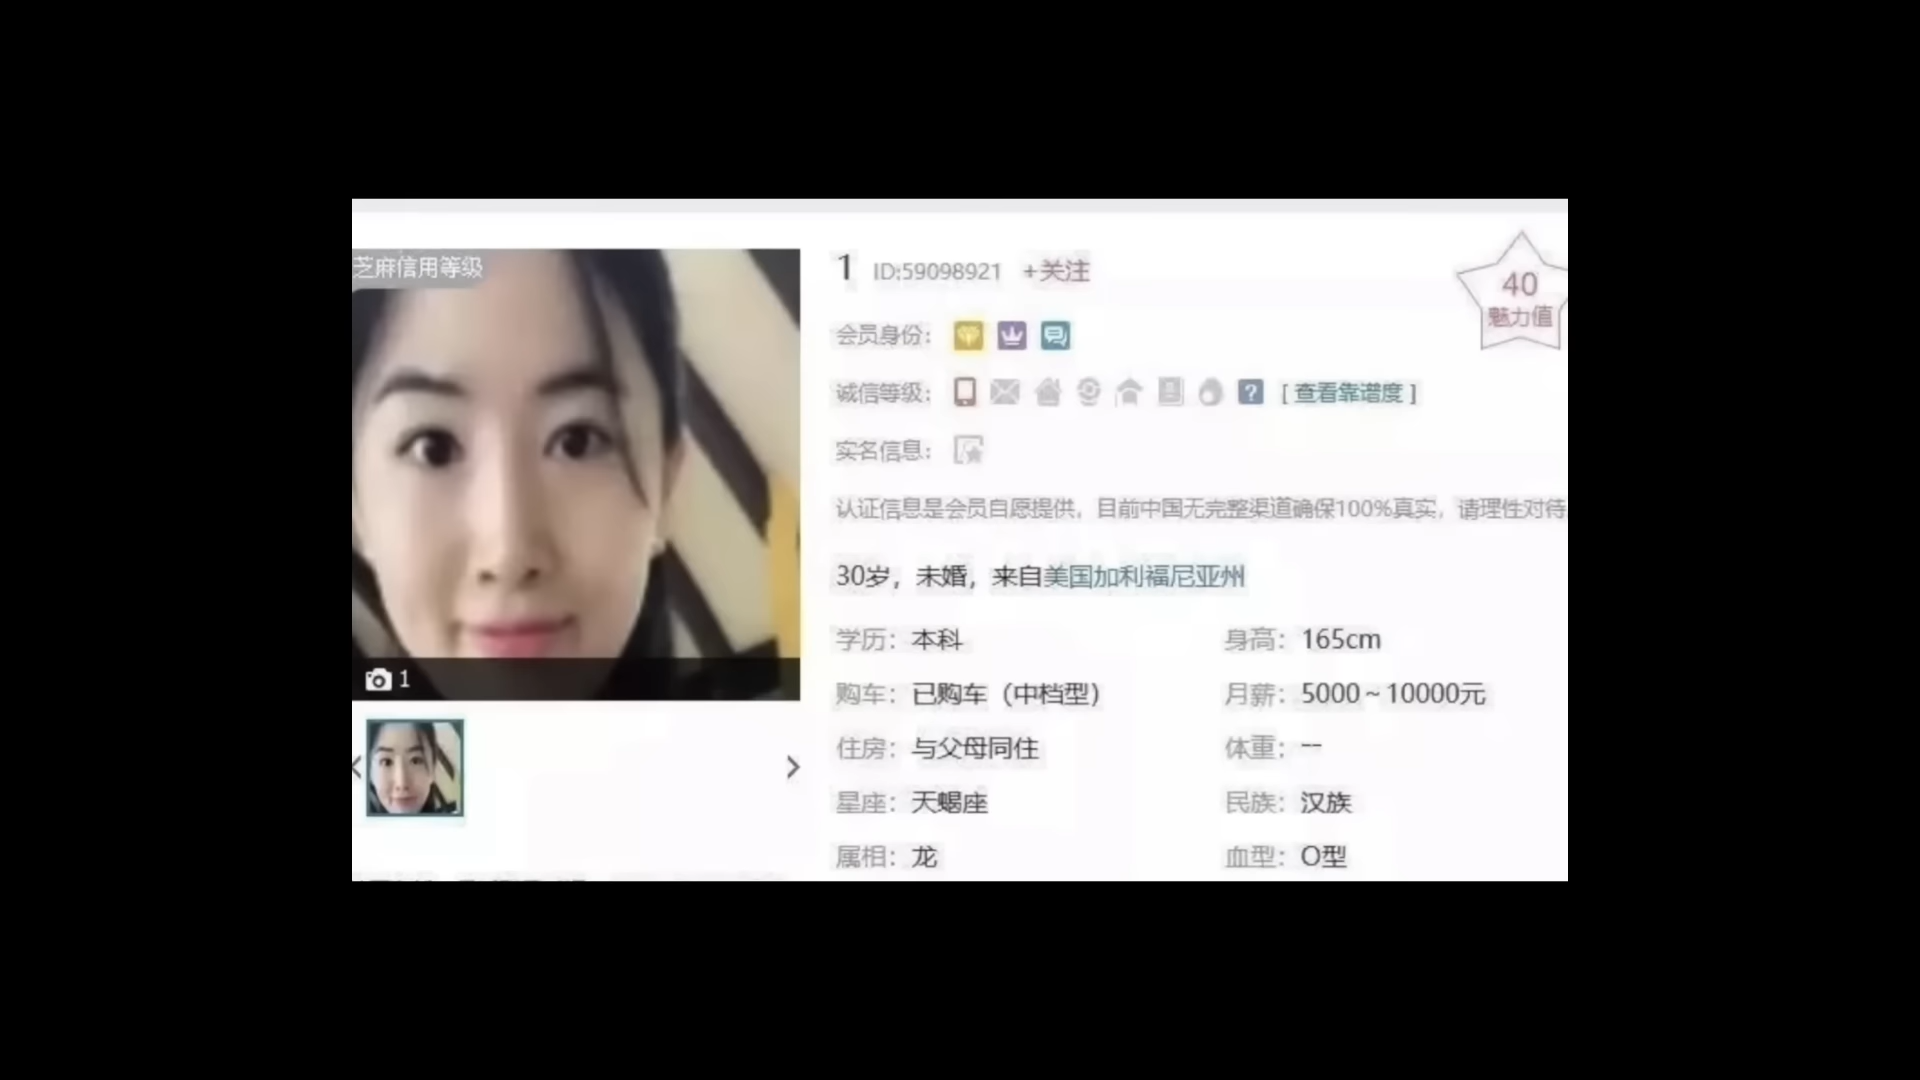 芝麻信用等级
1 ID:59098921 +关注
40
魅力值
会员身份：
诚信等级： ? [ 查看靠谱度 ]
实名信息：
认证信息是会员自愿提供，目前中国无完整渠道确保100%真实，请理性对待
30岁，未婚，来自美国加利福尼亚州
学历： 本科 身高： 165cm
购车： 已购车（中档型） 月薪： 5000～10000元
住房： 与父母同住 体重： --
星座： 天蝎座 民族： 汉族
属相： 龙 血型： O型
1